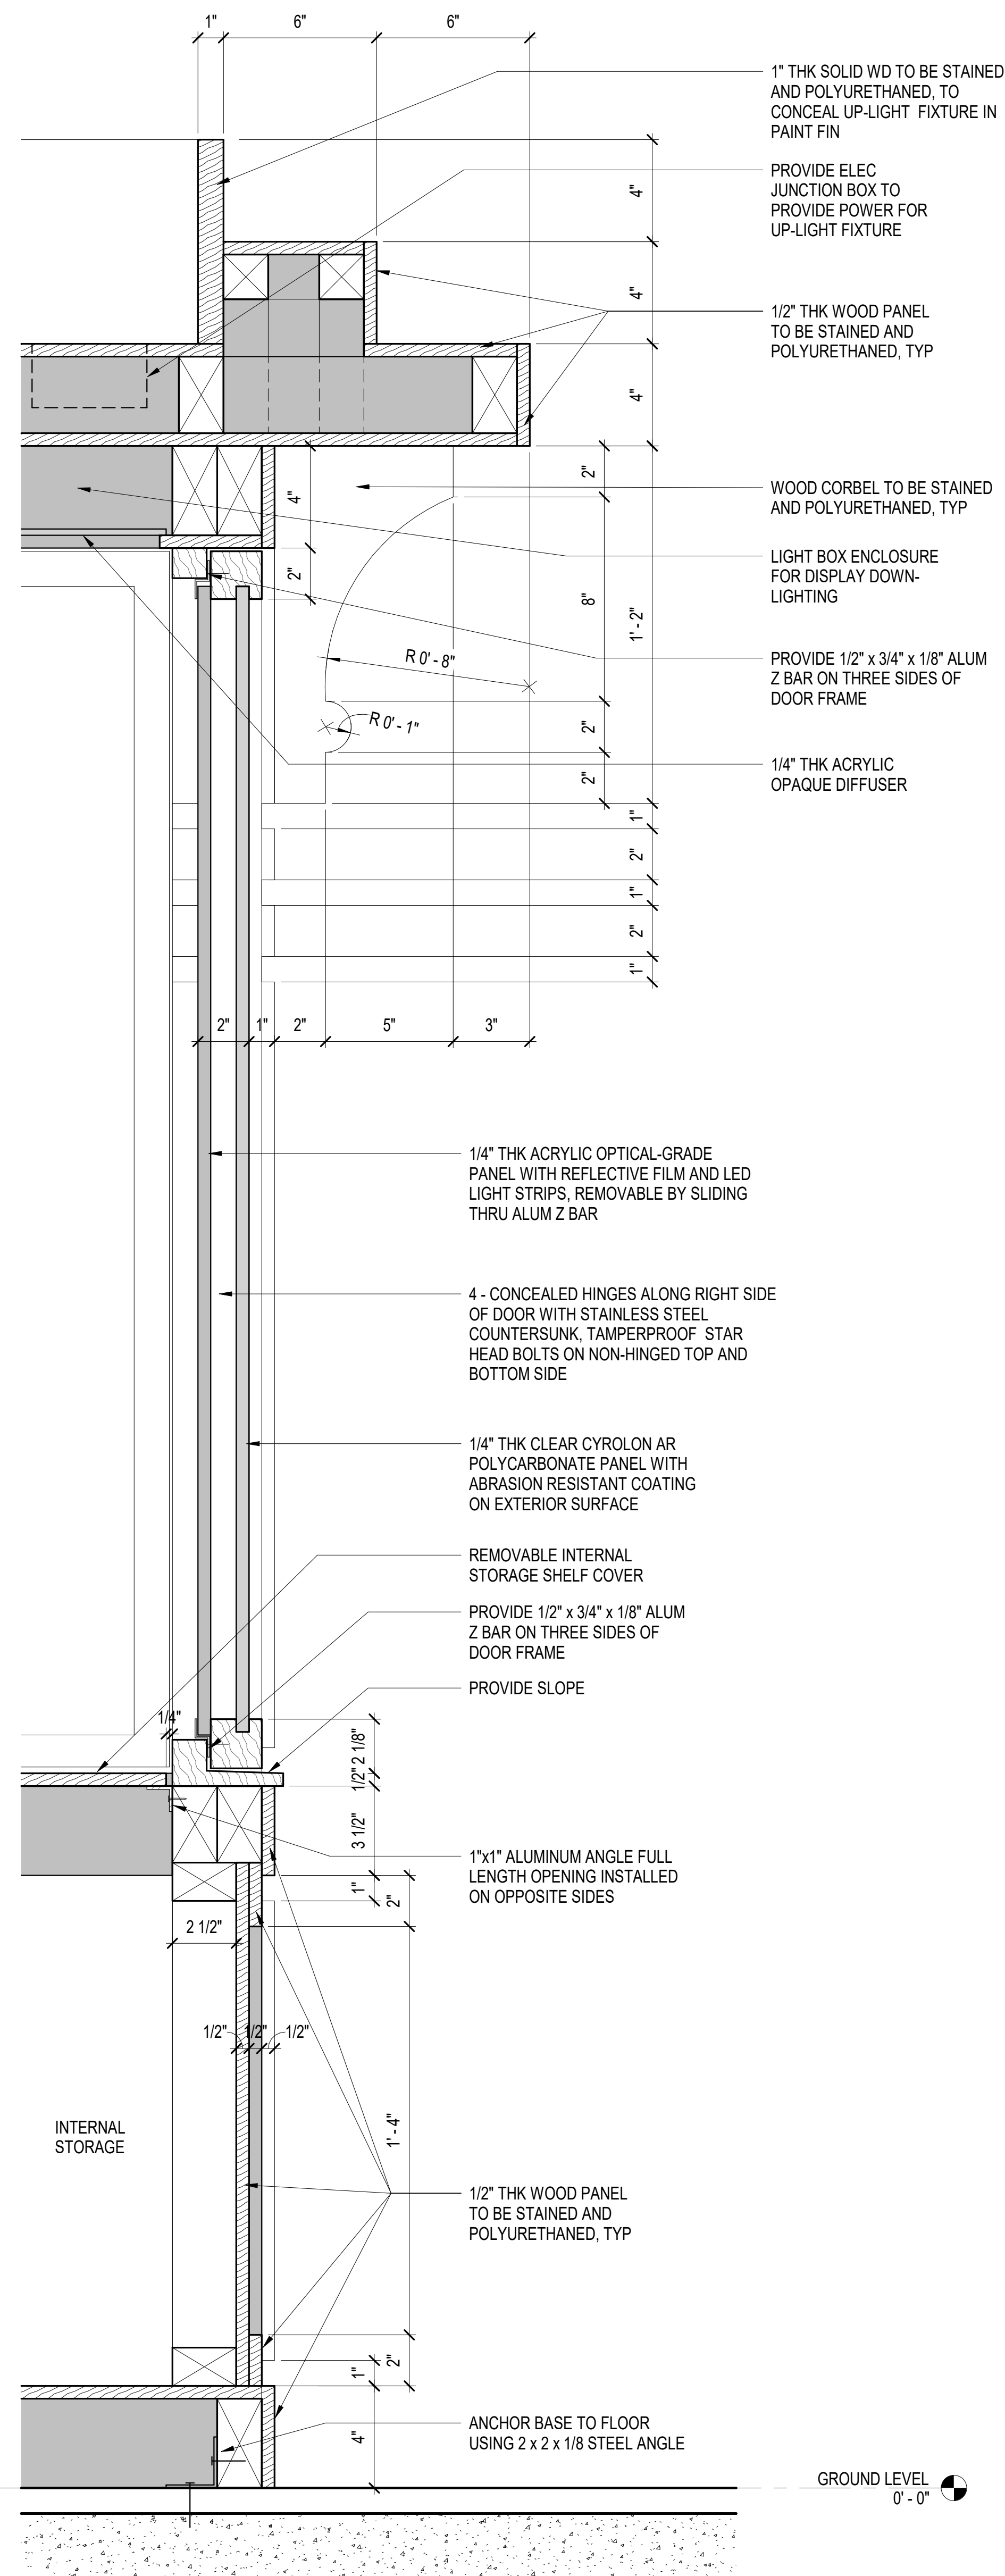 1"
6"
6"
1" THK SOLID WD TO BE STAINED
AND POLYURETHANED, TO
CONCEAL UP-LIGHT FIXTURE IN
PAINT FIN
4"
PROVIDE ELEC
JUNCTION BOX TO
PROVIDE POWER FOR
UP-LIGHT FIXTURE
4"
1/2" THK WOOD PANEL
TO BE STAINED AND
POLYURETHANED, TYP
4"
2"
4"
WOOD CORBEL TO BE STAINED
AND POLYURETHANED, TYP
LIGHT BOX ENCLOSURE
FOR DISPLAY DOWN-
LIGHTING
2"
8"
1' - 2"
R 0' - 8"
PROVIDE 1/2" x 3/4" x 1/8" ALUM
Z BAR ON THREE SIDES OF
DOOR FRAME
R 0' - 1"
2"
2"
1/4" THK ACRYLIC
OPAQUE DIFFUSER
1"
2"
1"
2"
1"
2"
1"
2"
5"
3"
1/4" THK ACRYLIC OPTICAL-GRADE
PANEL WITH REFLECTIVE FILM AND LED
LIGHT STRIPS, REMOVABLE BY SLIDING
THRU ALUM Z BAR
4 - CONCEALED HINGES ALONG RIGHT SIDE
OF DOOR WITH STAINLESS STEEL
COUNTERSUNK, TAMPERPROOF STAR
HEAD BOLTS ON NON-HINGED TOP AND
BOTTOM SIDE
1/4" THK CLEAR CYROLON AR
POLYCARBONATE PANEL WITH
ABRASION RESISTANT COATING
ON EXTERIOR SURFACE
REMOVABLE INTERNAL
STORAGE SHELF COVER
PROVIDE 1/2" x 3/4" x 1/8" ALUM
Z BAR ON THREE SIDES OF
DOOR FRAME
PROVIDE SLOPE
1/4"
2 1/8"
1/2"
3 1/2"
1"x1" ALUMINUM ANGLE FULL
LENGTH OPENING INSTALLED
ON OPPOSITE SIDES
1"
2"
2 1/2"
1/2"
1/2"
1/2"
1' - 4"
INTERNAL
STORAGE
1/2" THK WOOD PANEL
TO BE STAINED AND
POLYURETHANED, TYP
2"
1"
4"
ANCHOR BASE TO FLOOR
USING 2 x 2 x 1/8 STEEL ANGLE
GROUND LEVEL
0' - 0"